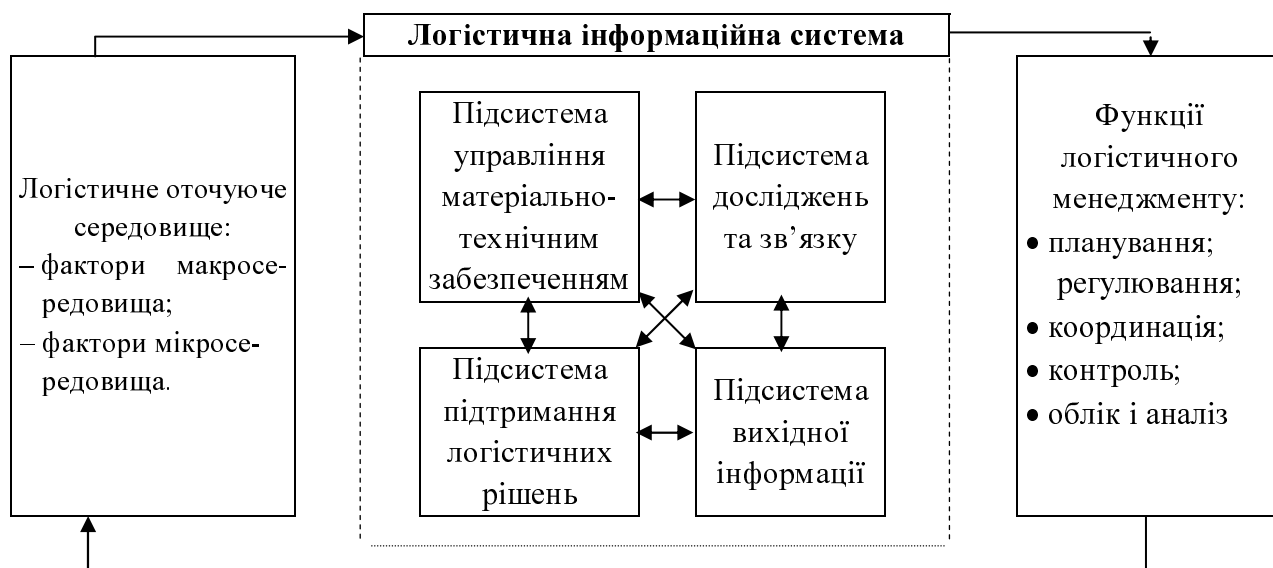 Логістична інформаційна система
Логістичне оточуюче
середовище:
– фактори макросе-
редовища;
– фактори мікросе-
редовища.
Підсистема
управління
матеріально-
технічним
забезпеченням
Підсистема
досліджень
та зв’язку
Підсистема
підтримання
логістичних
рішень
Підсистема
вихідної
інформації
Функції
логістичного
менеджменту:
• планування;
регулювання;
• координація;
• контроль;
• облік і аналіз